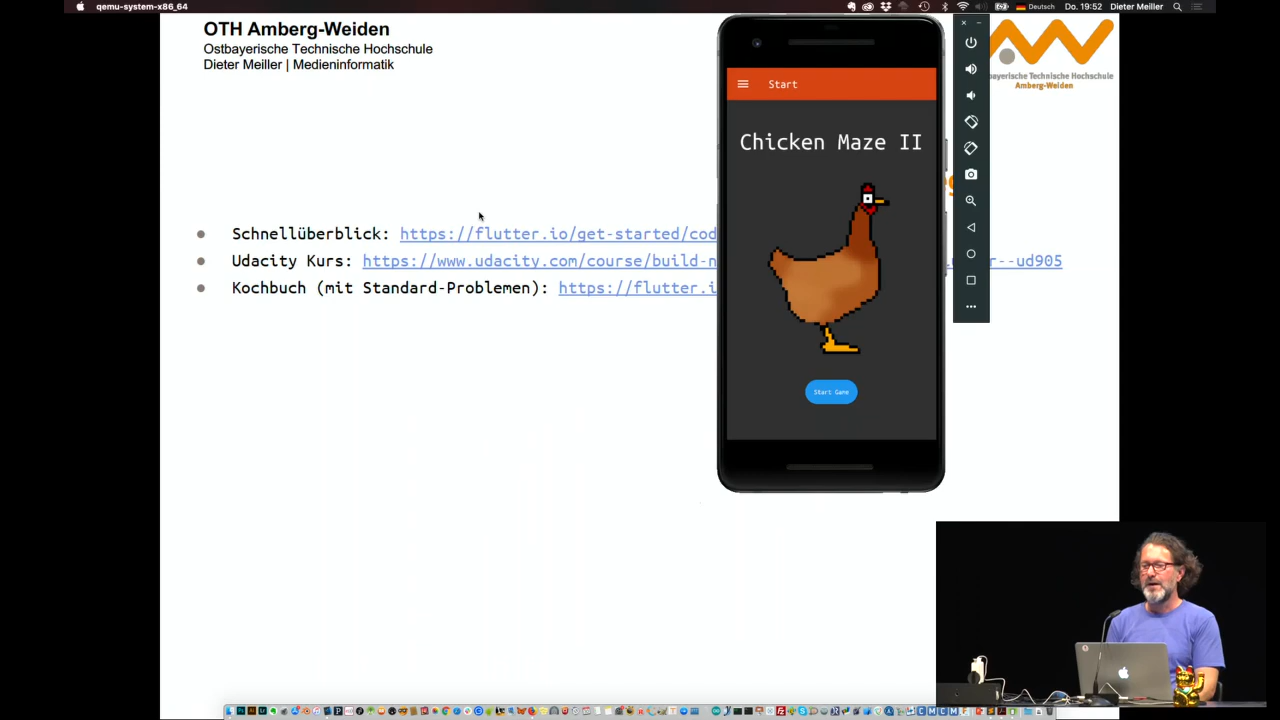 qemu-system-x86_64
Deutsch Do. 19:52 Dieter Meiller
OTH Amberg-Weiden
Ostbayerische Technische Hochschule
Dieter Meiller | Medieninformatik
bayerische Technische Hochschule
Amberg-Weiden
Start
Chicken Maze II
Start Game
Schnellüberblick: https://flutter.io/get-started/cod
Udacity Kurs: https://www.udacity.com/course/build-n r--ud905
Kochbuch (mit Standard-Problemen): https://flutter.i